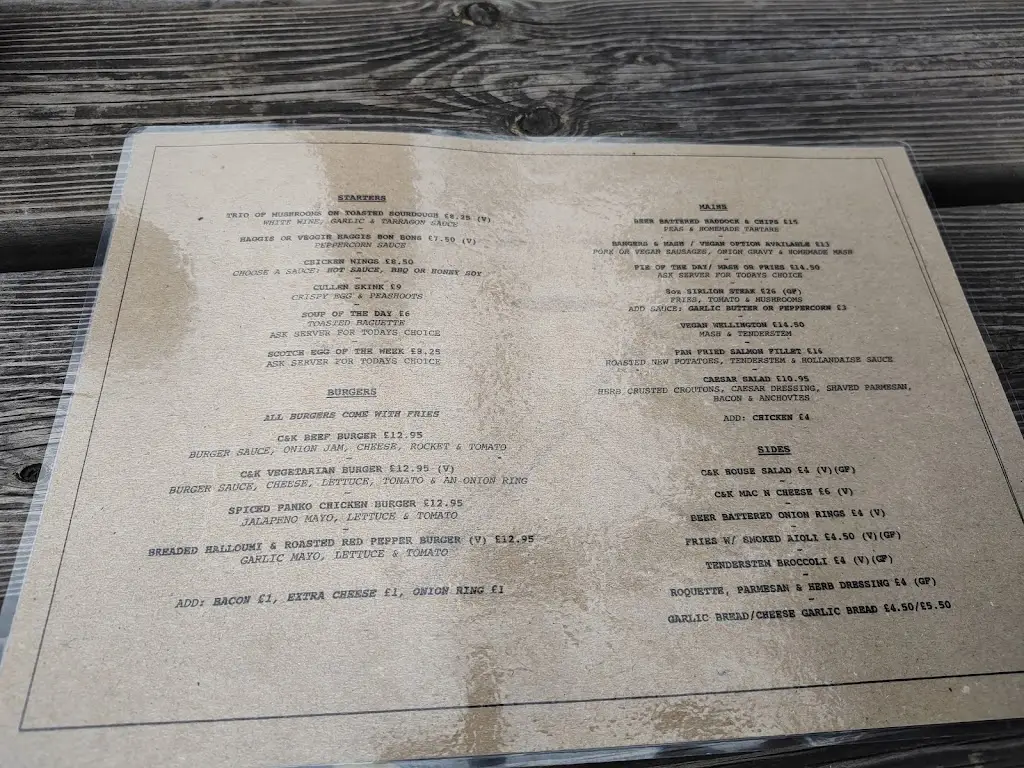 STARTERS
TRIO OF MUSHROOMS ON TOASTED SOURDOUGH £8.25 (V)
WHITE WINE, GARLIC & TARRAGON SAUCE
–
HAGGIS OR VEGGIE HAGGIS BON BONS £7.50 (V)
PEPPERCORN SAUCE
–
CHICKEN WINGS £8.50
CHOOSE A SAUCE: HOT SAUCE, BBQ OR HONEY SOY
–
CULLEN SKINK £9
CRISPY EGG & PEASHOOTS
–
SOUP OF THE DAY £6
TOASTED BAGUETTE
ASK SERVER FOR TODAYS CHOICE
–
SCOTCH EGG OF THE WEEK £8.25
ASK SERVER FOR TODAYS CHOICE
BURGERS
ALL BURGERS COME WITH FRIES
C&K BEEF BURGER £12.95
BURGER SAUCE, ONION JAM, CHEESE, ROCKET & TOMATO
–
C&K VEGETARIAN BURGER £12.95 (V)
BURGER SAUCE, CHEESE, LETTUCE, TOMATO & AN ONION RING
–
SPICED PANKO CHICKEN BURGER £12.95
JALAPENO MAYO, LETTUCE & TOMATO
–
BREADED HALLOUMI & ROASTED RED PEPPER BURGER (V) £12.95
GARLIC MAYO, LETTUCE & TOMATO
ADD: BACON £1, EXTRA CHEESE £1, ONION RING £1
MAINS
BEER BATTERED HADDOCK & CHIPS £15
PEAS & HOMEMADE TARTARE
–
BANGERS & MASH / VEGAN OPTION AVAILABLE £13
PORK OR VEGAN SAUSAGES, ONION GRAVY & HOMEMADE MASH
–
PIE OF THE DAY/ MASH OR FRIES £14.50
ASK SERVER FOR TODAYS CHOICE
–
8oz SIRLION STEAK £26 (GF)
FRIES, TOMATO & MUSHROOMS
ADD SAUCE: GARLIC BUTTER OR PEPPERCORN £3
–
VEGAN WELLINGTON £14.50
MASH & TENDERSTEM
–
PAN FRIED SALMON FILLET £16
ROASTED NEW POTATOES, TENDERSTEM & HOLLANDAISE SAUCE
–
CAESAR SALAD £10.95
HERB CRUSTED CROUTONS, CAESAR DRESSING, SHAVED PARMESAN,
BACON & ANCHOVIES
ADD: CHICKEN £4
SIDES
C&K HOUSE SALAD £4 (V)(GF)
–
C&K MAC N CHEESE £6 (V)
–
BEER BATTERED ONION RINGS £4 (V)
–
FRIES W/ SMOKED AIOLI £4.50 (V)(GF)
–
TENDERSTEM BROCCOLI £4 (V)(GF)
–
ROQUETTE, PARMESAN & HERB DRESSING £4 (GF)
–
GARLIC BREAD/CHEESE GARLIC BREAD £4.50/£5.50